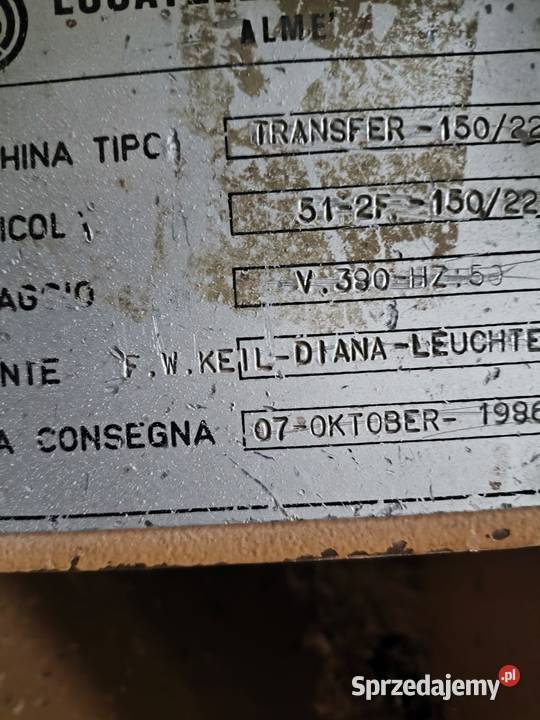 ALME'
HINA TIPO TRANSFER-150/22
ICOLI 51-2F.-150/22
AGGIO V.380-HZ.50
NTE F.W.KEIL-DIANA-LEUCHTE
A CONSEGNA 07-OKTOBER-1986
Sprzedajemy.pl